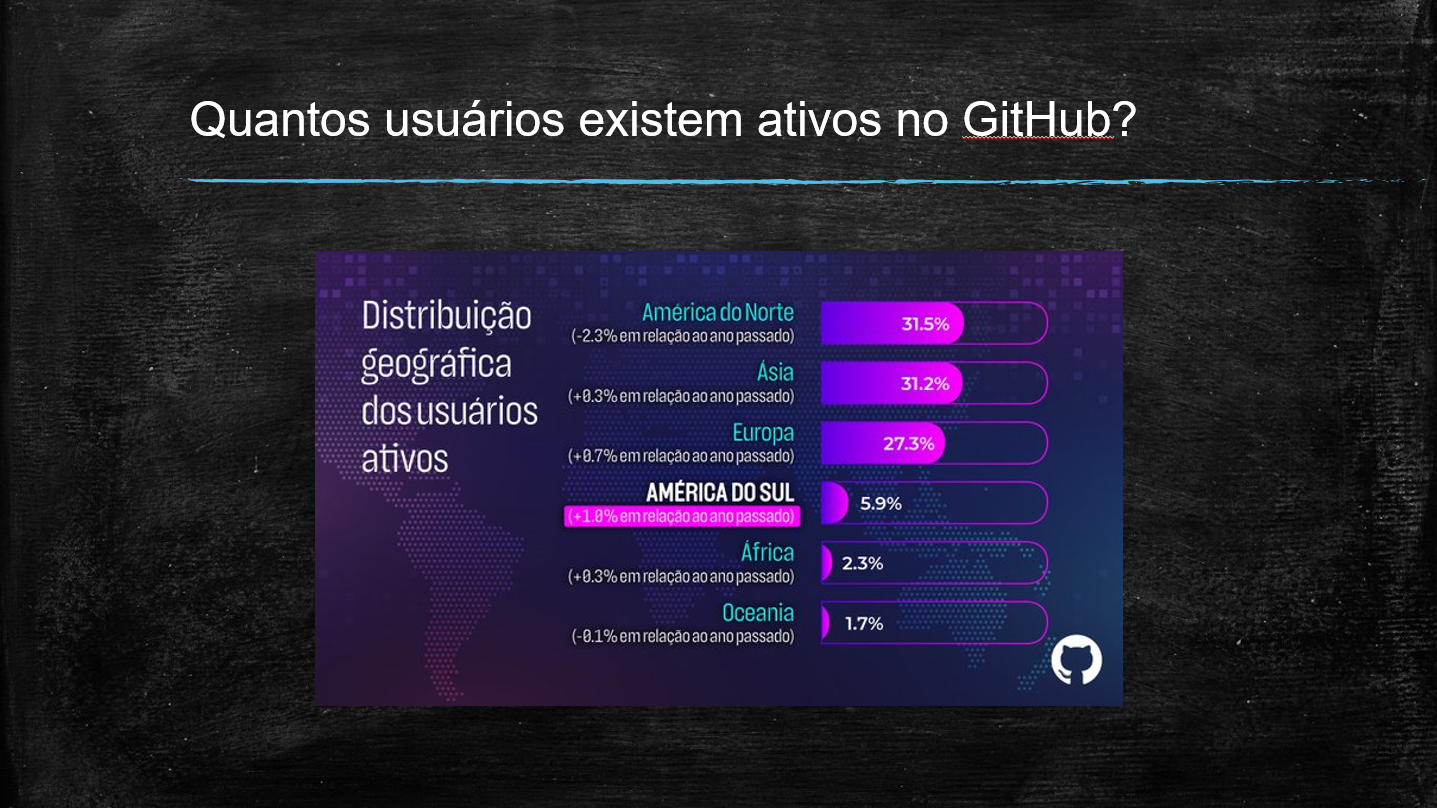 Quantos usuários existem ativos no GitHub?
Distribuição
geográfica
dos usuários
ativos
América do Norte
(-2.3% em relação ao ano passado)
31.5%
Ásia
(+0.3% em relação ao ano passado)
31.2%
Europa
(+0.7% em relação ao ano passado)
27.3%
AMÉRICA DO SUL
(+1.0% em relação ao ano passado)
5.9%
África
(+0.3% em relação ao ano passado)
2.3%
Oceania
(-0.1% em relação ao ano passado)
1.7%